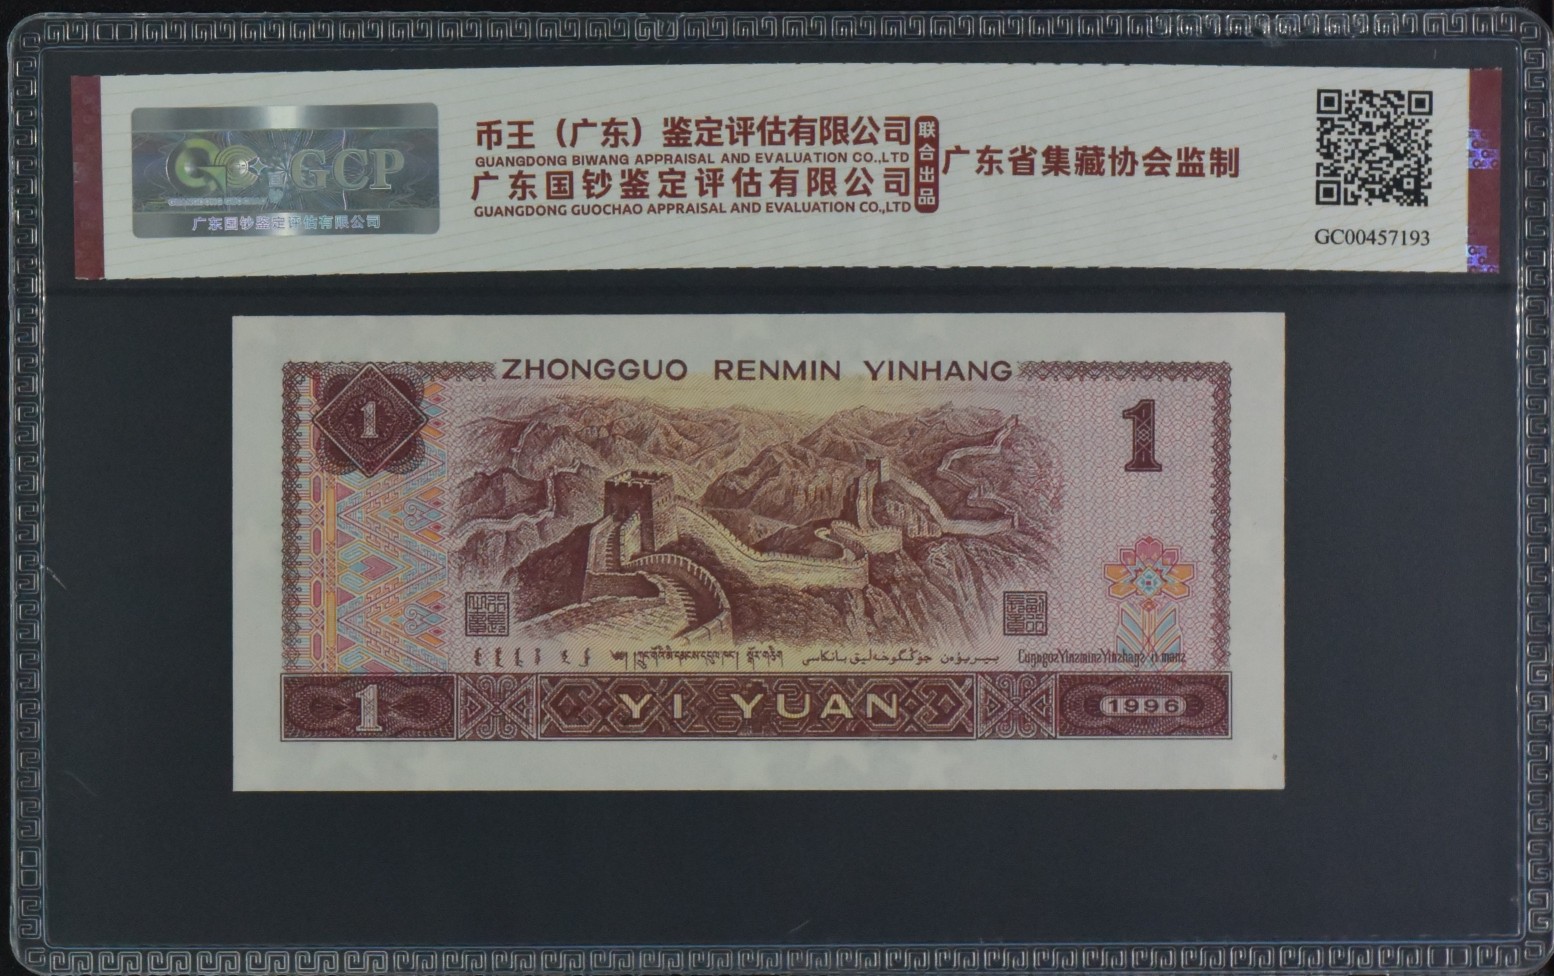 GCP
广东国钞鉴定评估有限公司
币王（广东）鉴定评估有限公司
GUANGDONG BIWANG APPRAISAL AND EVALUATION CO.,LTD
广东国钞鉴定评估有限公司
GUANGDONG GUOCHAO APPRAISAL AND EVALUATION CO.,LTD
联合出品
广东省集藏协会监制
GC00457193
ZHONGGUO RENMIN YINHANG
1
1
1
YI YUAN
1996